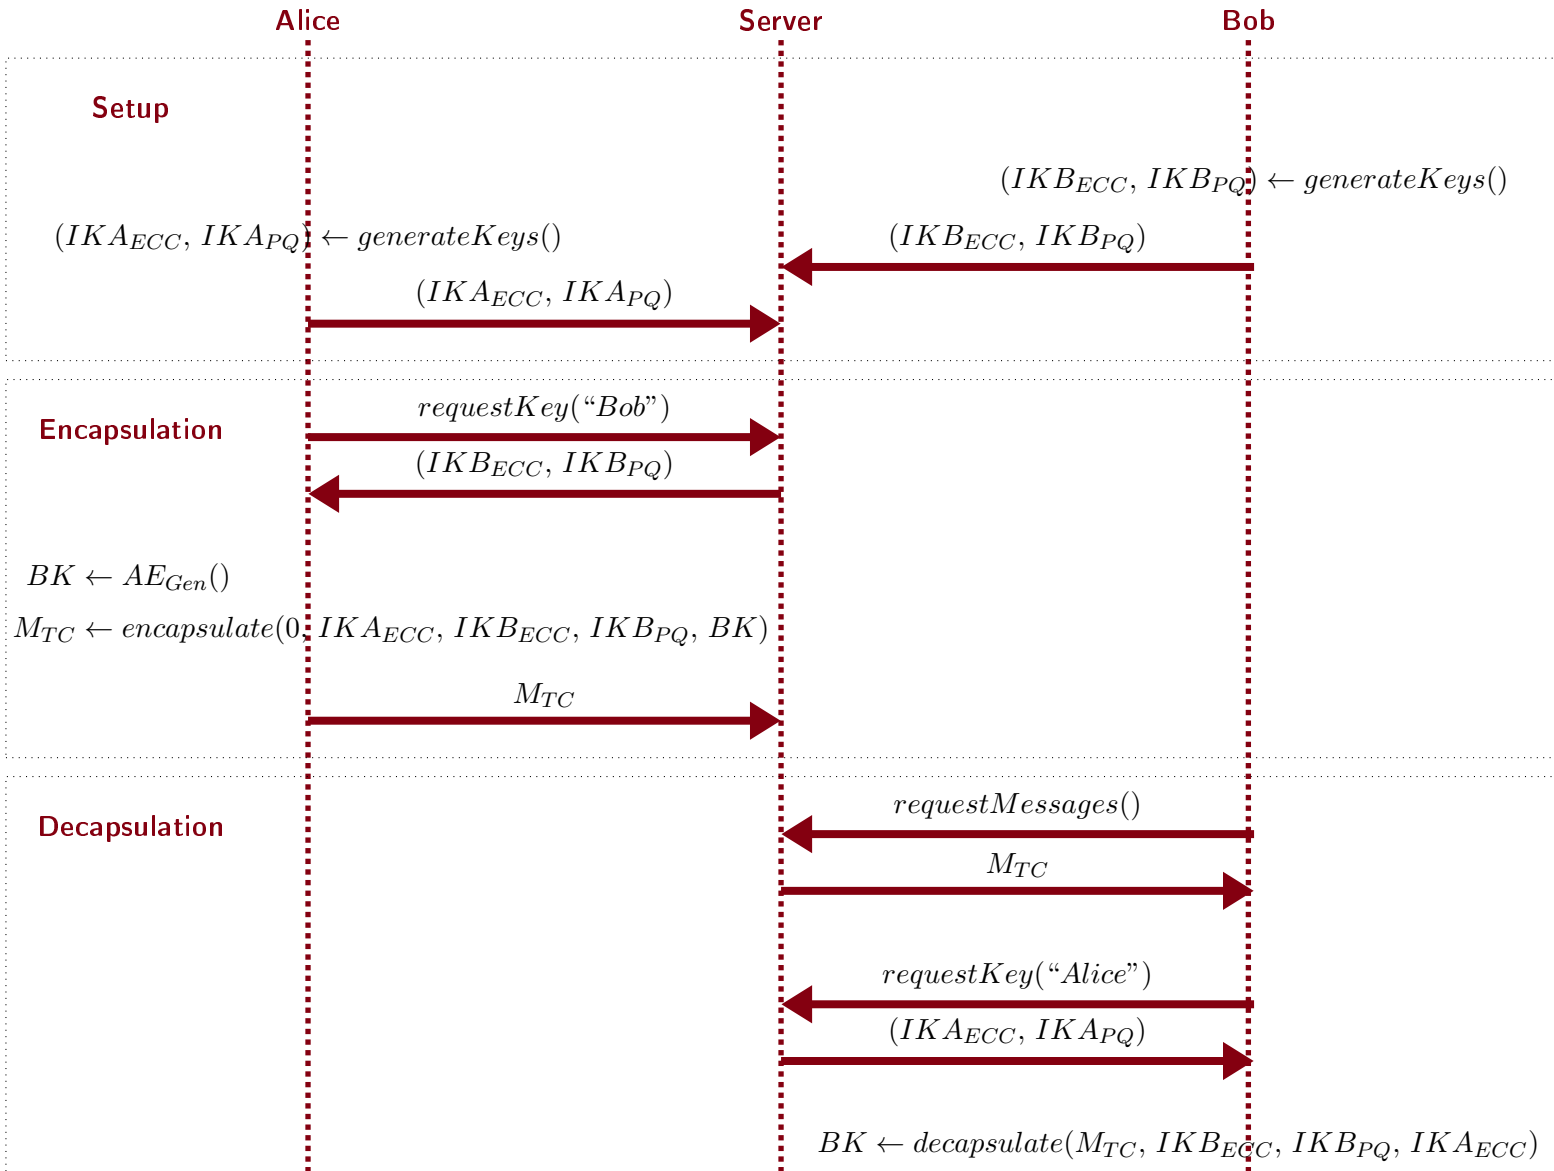 Alice Server Bob
Setup
(IKB_ECC, IKB_PQ) ← generateKeys()
(IKA_ECC, IKA_PQ) ← generateKeys()
(IKB_ECC, IKB_PQ)
(IKA_ECC, IKA_PQ)
Encapsulation
requestKey(“Bob”)
(IKB_ECC, IKB_PQ)
BK ← AE_Gen()
M_TC ← encapsulate(0, IKA_ECC, IKB_ECC, IKB_PQ, BK)
M_TC
Decapsulation
requestMessages()
M_TC
requestKey(“Alice”)
(IKA_ECC, IKA_PQ)
BK ← decapsulate(M_TC, IKB_ECC, IKB_PQ, IKA_ECC)